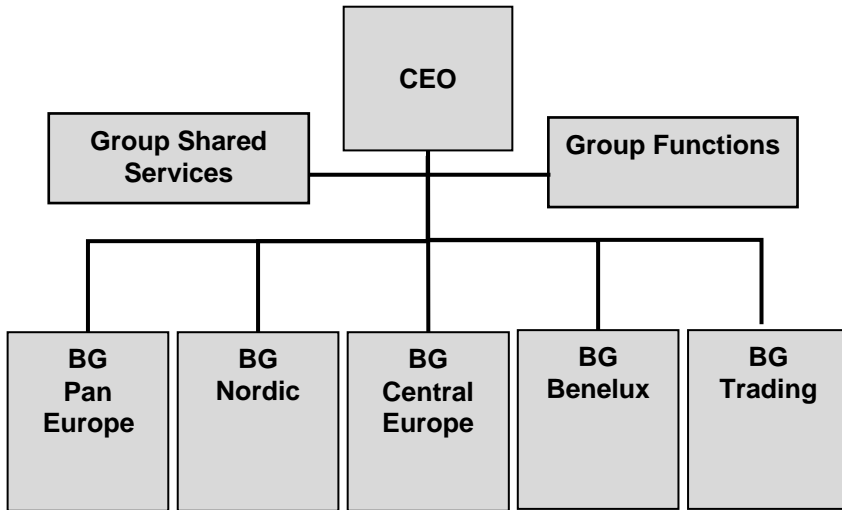 CEO
Group Shared
Services
Group Functions
BG
Pan
Europe
BG
Nordic
BG
Central
Europe
BG
Benelux
BG
Trading